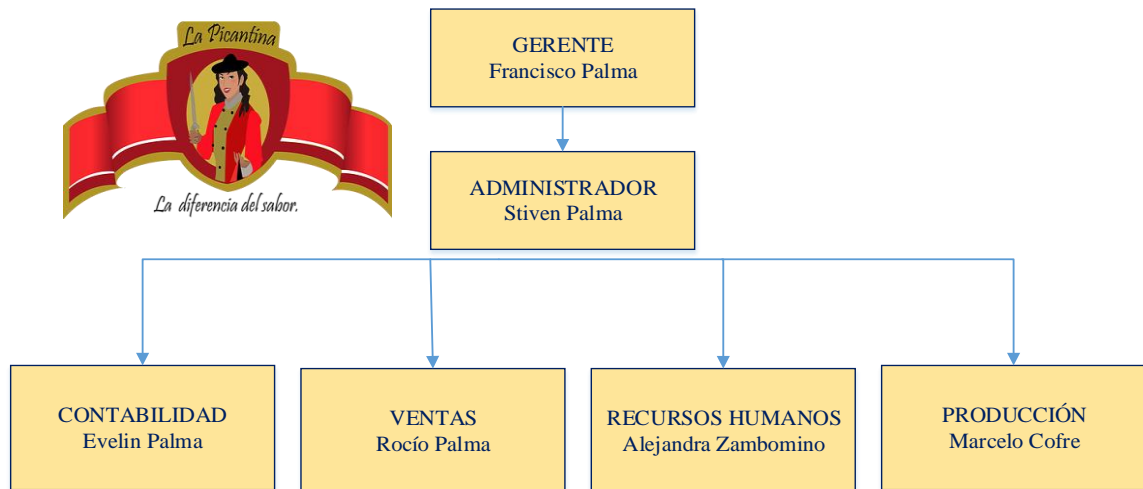 La Picantina
La diferencia del sabor.
GERENTE
Francisco Palma
ADMINISTRADOR
Stiven Palma
CONTABILIDAD
Evelin Palma
VENTAS
Rocío Palma
RECURSOS HUMANOS
Alejandra Zambomino
PRODUCCIÓN
Marcelo Cofre